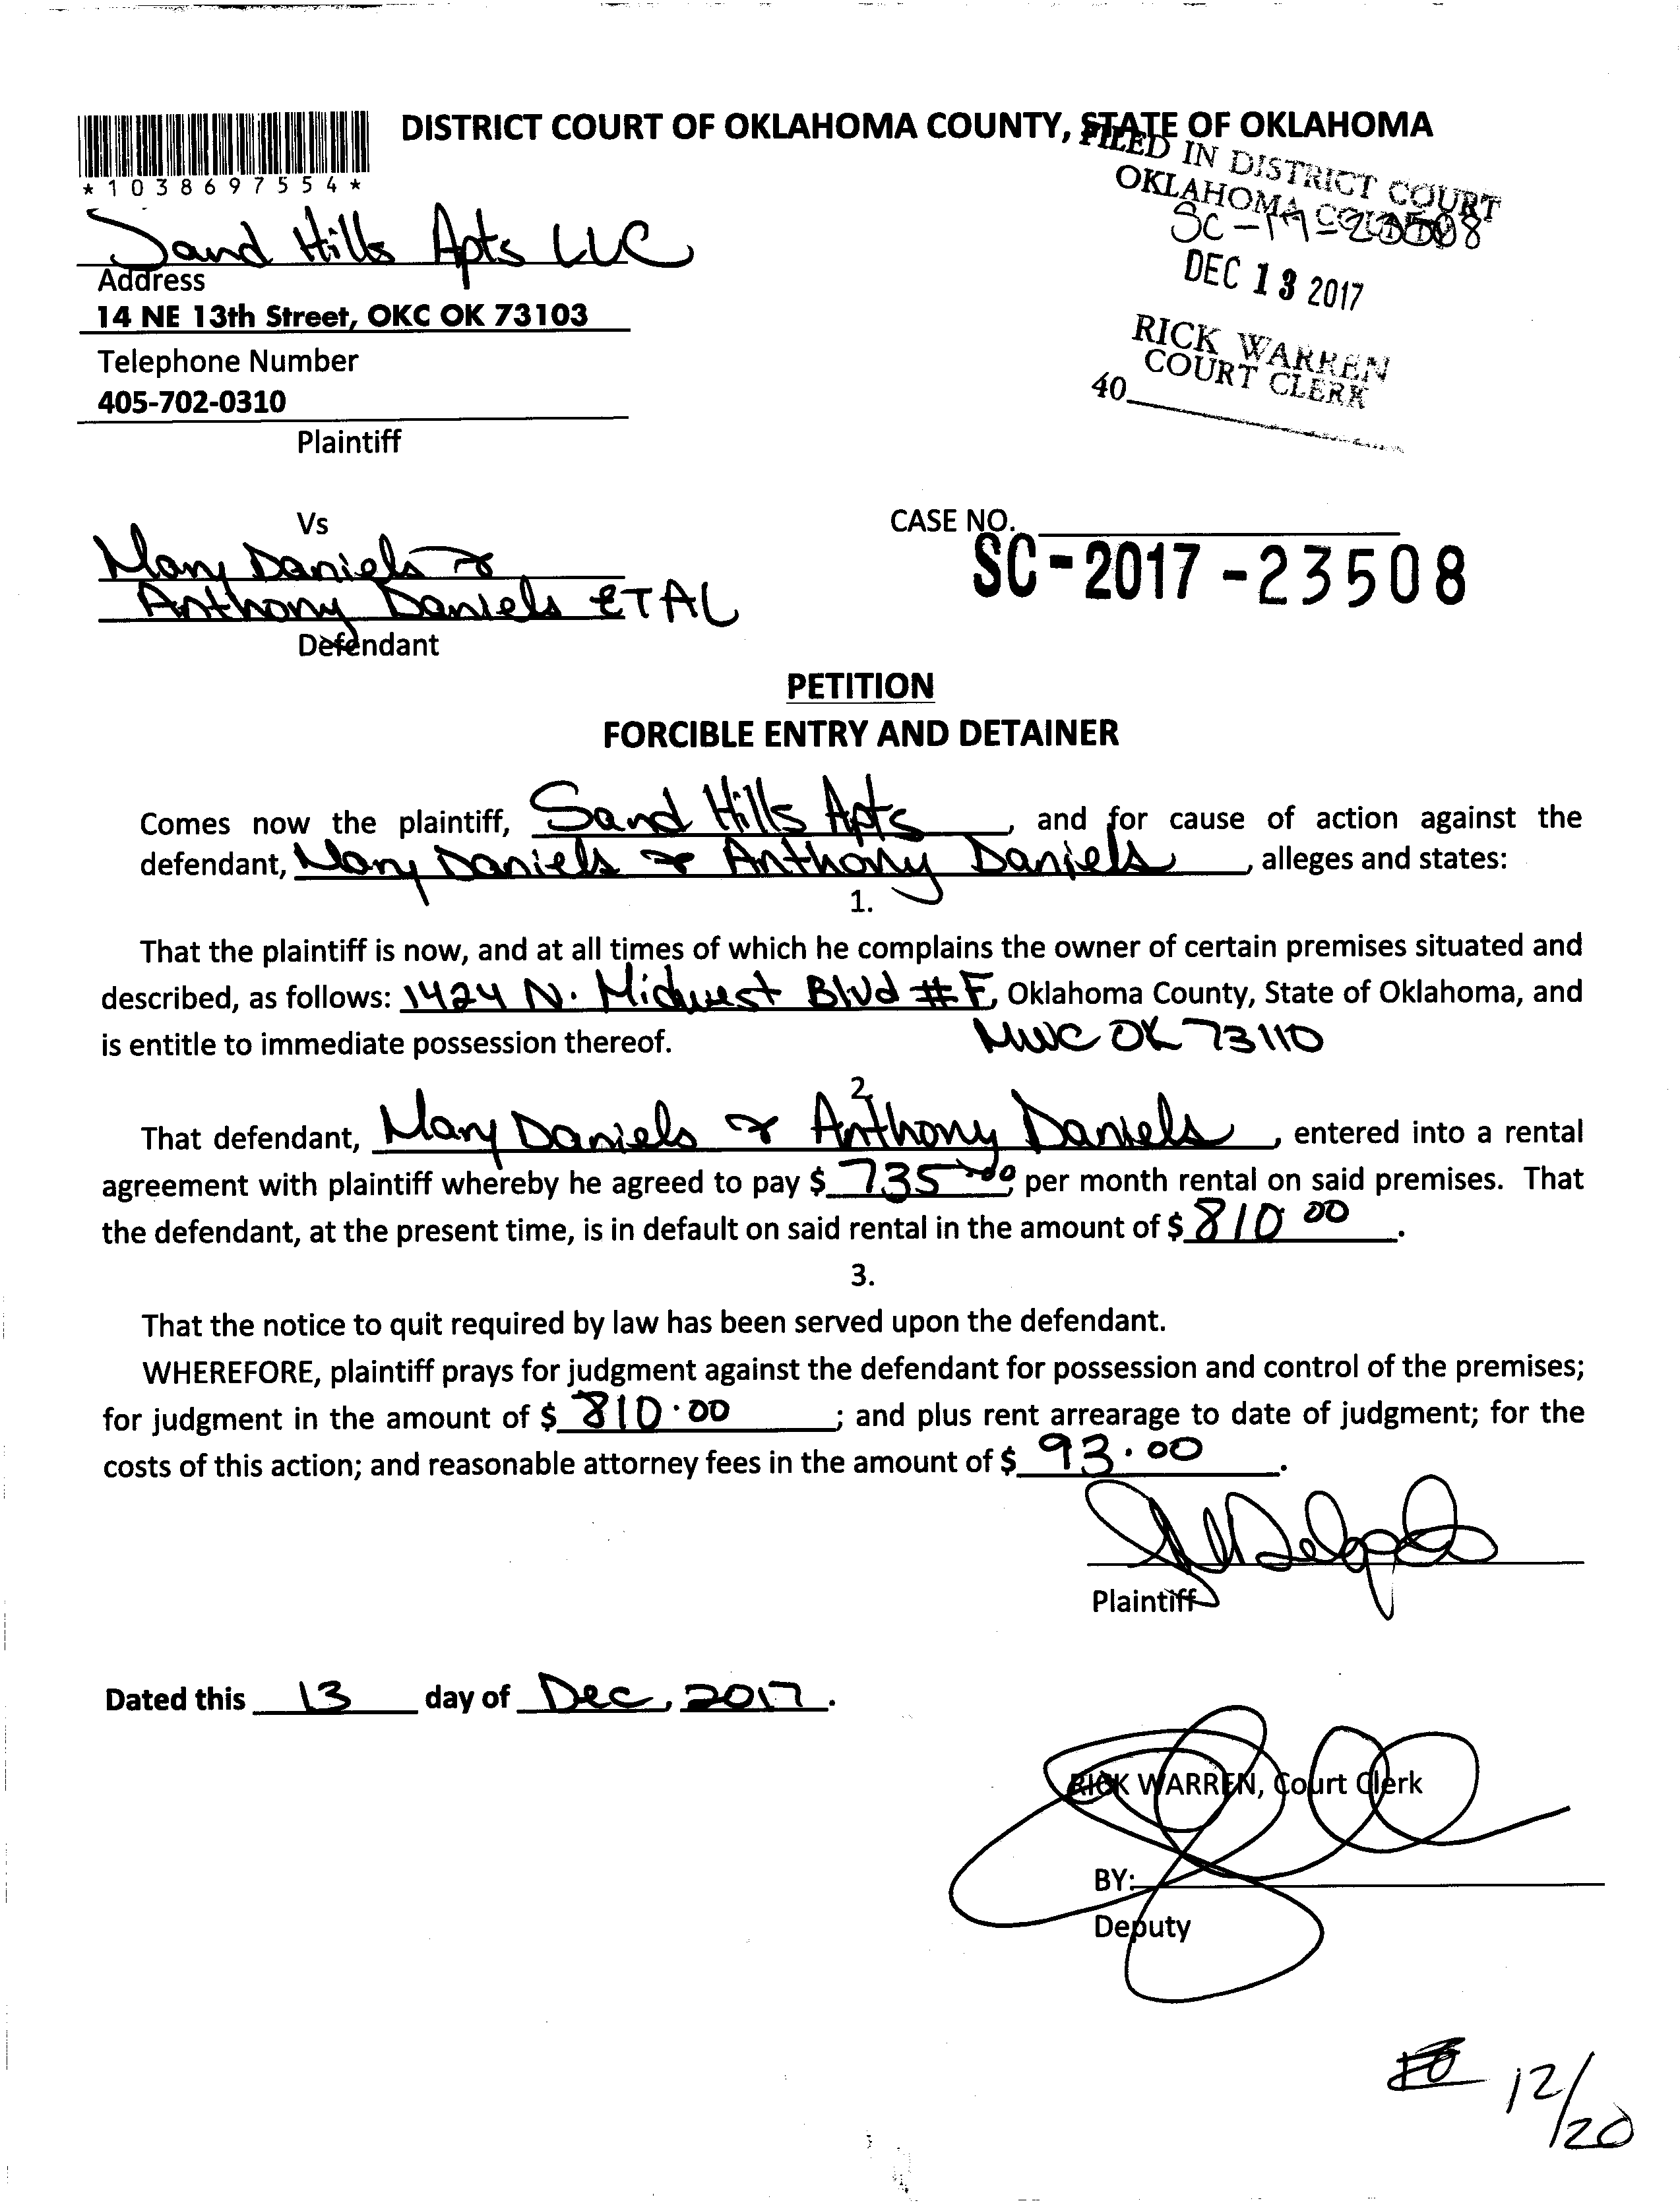 DISTRICT COURT OF OKLAHOMA COUNTY, STATE OF OKLAHOMA
*1038697554*
FILED IN DISTRICT COURT
OKLAHOMA COUNTY
SC-17-23508
DEC 13 2017
RICK WARREN
COURT CLERK
40
Sand Hills Apts LLC
Address
14 NE 13th Street, OKC OK 73103
Telephone Number
405-702-0310
Plaintiff
Vs
CASE NO.
SC-2017-23508
Mary Daniels &
Anthony Daniels ETAL
Defendant
PETITION
FORCIBLE ENTRY AND DETAINER
Comes now the plaintiff, Sand Hills Apts, and for cause of action against the
defendant, Mary Daniels & Anthony Daniels, alleges and states:
1.
That the plaintiff is now, and at all times of which he complains the owner of certain premises situated and
described, as follows: 1424 N. Midwest Blvd #F, Oklahoma County, State of Oklahoma, and
is entitle to immediate possession thereof. MWC OK 73110
2.
That defendant, Mary Daniels & Anthony Daniels, entered into a rental
agreement with plaintiff whereby he agreed to pay $ 735.00, per month rental on said premises. That
the defendant, at the present time, is in default on said rental in the amount of $ 810 00.
3.
That the notice to quit required by law has been served upon the defendant.
WHEREFORE, plaintiff prays for judgment against the defendant for possession and control of the premises;
for judgment in the amount of $ 810.00; and plus rent arrearage to date of judgment; for the
costs of this action; and reasonable attorney fees in the amount of $ 93.00.
Plaintiff
Dated this 13 day of Dec, 2017.
RICK WARREN, Court Clerk
BY:
Deputy
12/20